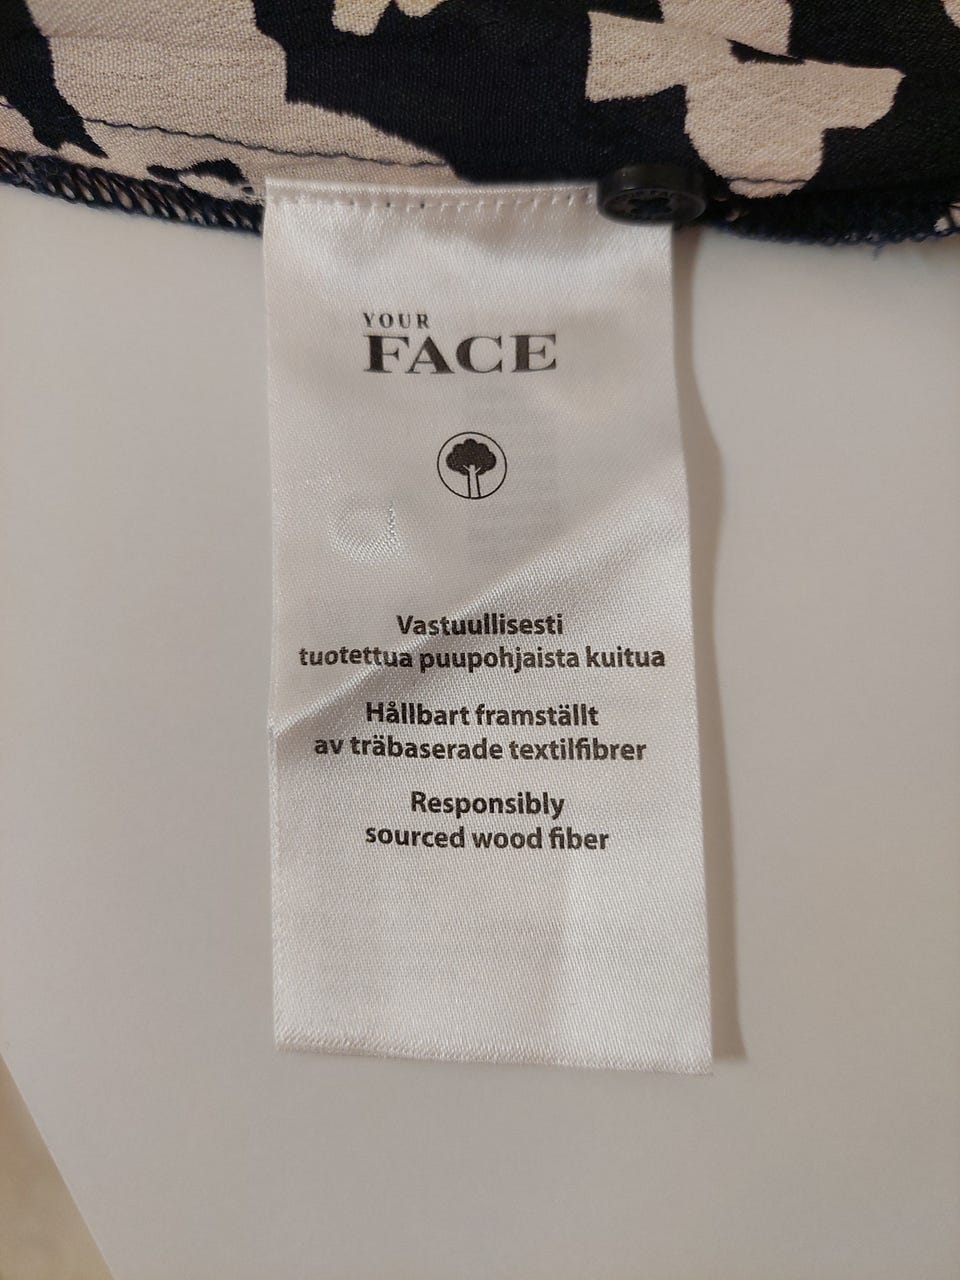 YOUR
FACE
Vastuullisesti
tuotettua puupohjaista kuitua
Hållbart framställt
av träbaserade textilfibrer
Responsibly
sourced wood fiber